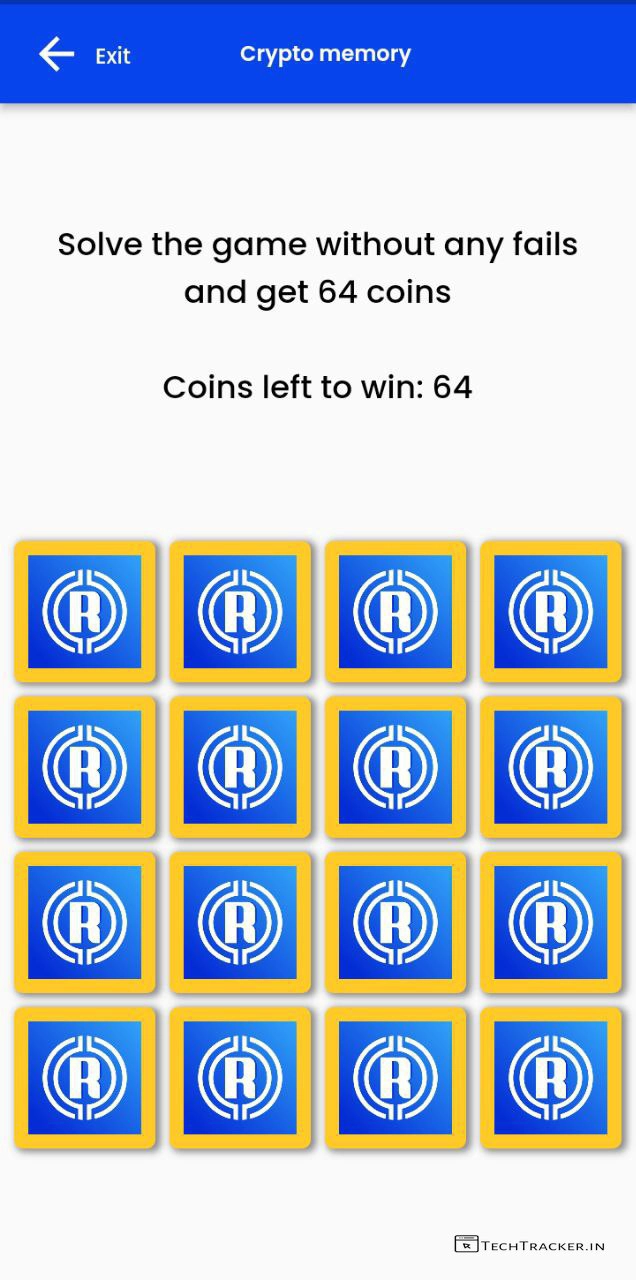 Exit
Crypto memory
Solve the game without any fails
and get 64 coins
Coins left to win: 64
R R R R
R R R R
R R R R
R R R R
TECHTRACKER.IN